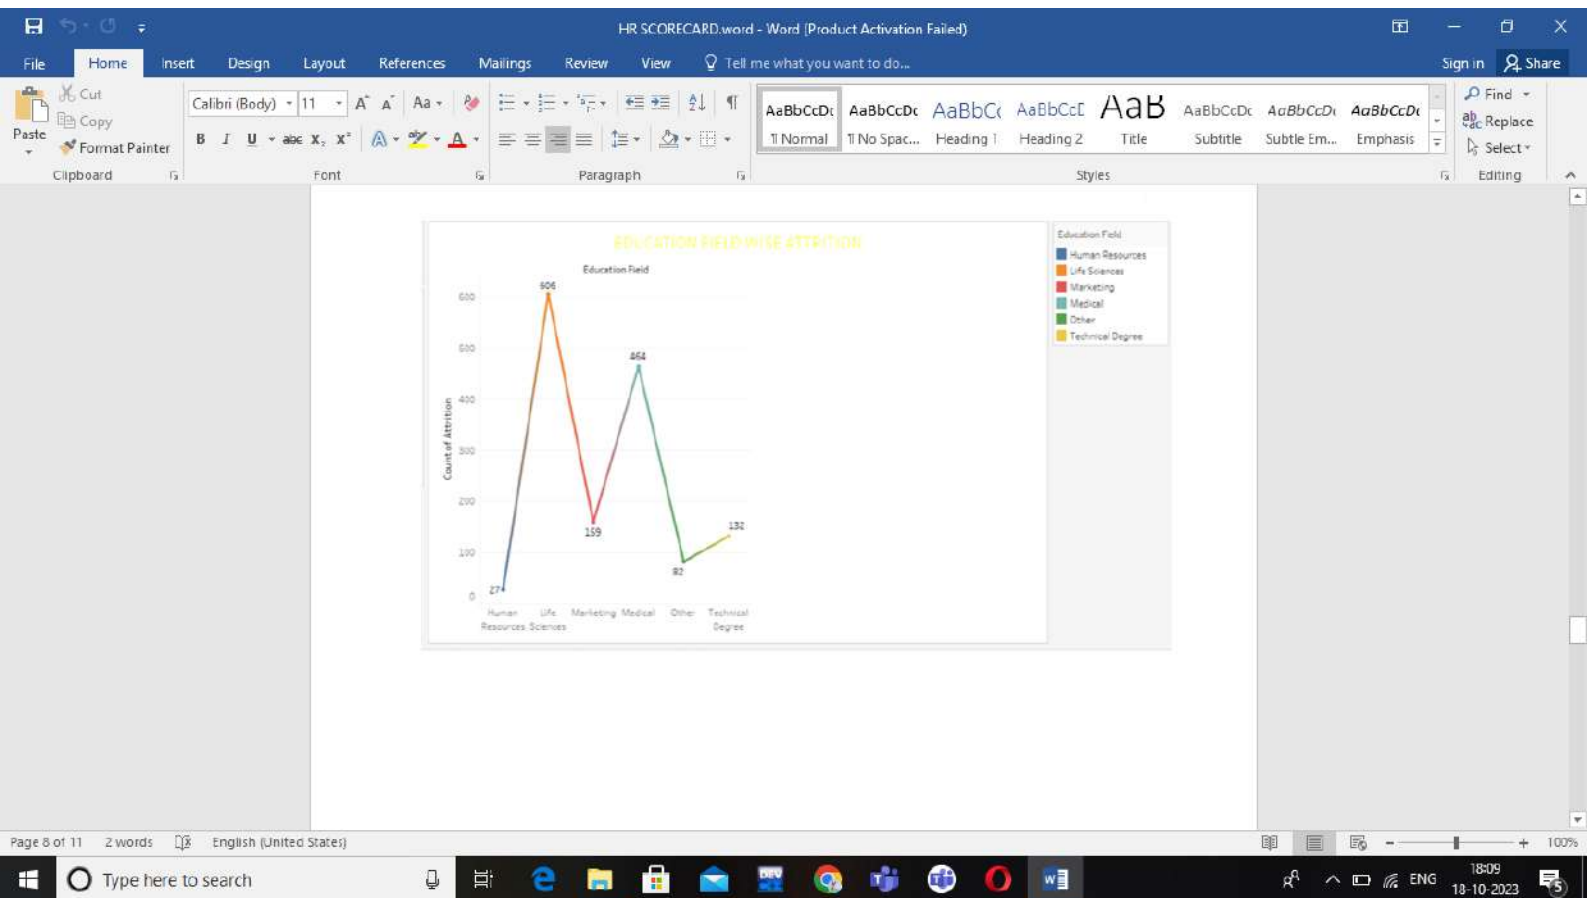 HR SCORECARD.word - Word (Product Activation Failed)
File Home Insert Design Layout References Mailings Review View Tell me what you want to do... Sign in Share
Paste
Cut
Copy
Format Painter
Clipboard
Calibri (Body) 11 A A Aa
B I U abc X₂ X² A A
Font
Paragraph
AaBbCcDc AaBbCcDc AaBbCc AaBbCcE AaB AaBbCcDc AaBbCcDc AaBbCcDc
¶ Normal ¶ No Spac... Heading 1 Heading 2 Title Subtitle Subtle Em... Emphasis
Styles
Find
Replace
Select
Editing
EDUCATION FIELD WISE ATTRITION
Education Field
Count of Attrition
600
500
400
300
200
100
0
27
606
159
464
82
132
Human Resources
Life Sciences
Marketing
Medical
Other
Technical Degree
Education Field
Human Resources
Life Sciences
Marketing
Medical
Other
Technical Degree
Page 8 of 11 2 words English (United States) 100%
Type here to search
DEV
ENG
18:09
18-10-2023
5